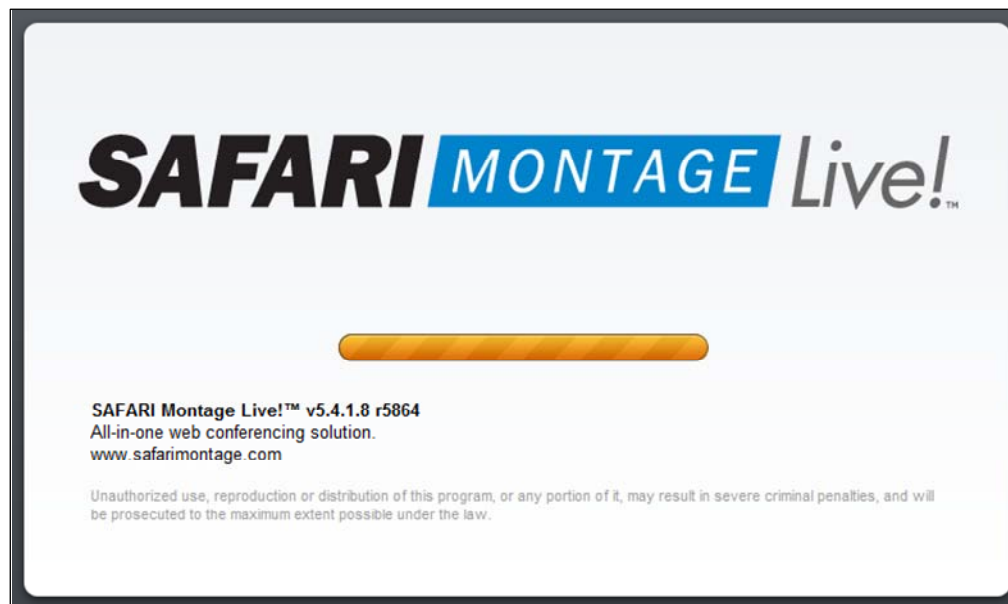 SAFARI MONTAGE Live!™
SAFARI Montage Live!™ v5.4.1.8 r5864
All-in-one web conferencing solution.
www.safarimontage.com
Unauthorized use, reproduction or distribution of this program, or any portion of it, may result in severe criminal penalties, and will
be prosecuted to the maximum extent possible under the law.